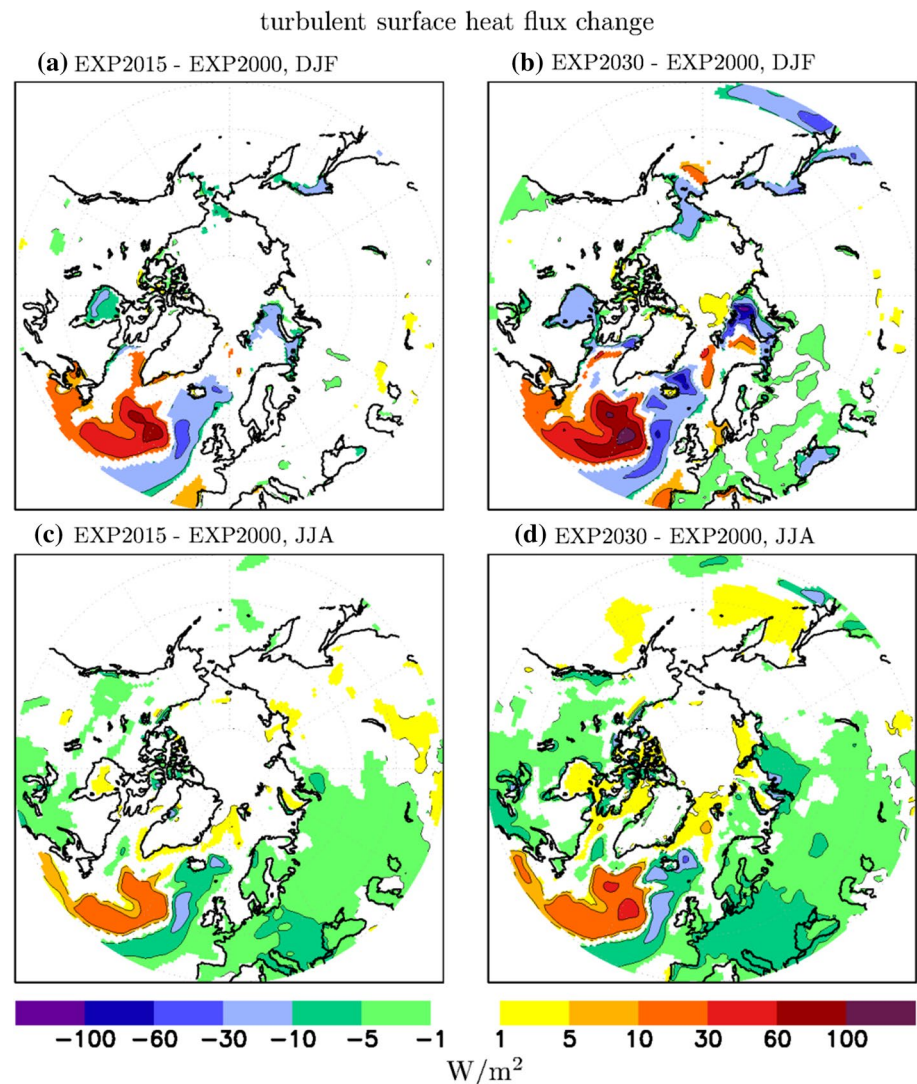 turbulent surface heat flux change
(a) EXP2015 - EXP2000, DJF
(b) EXP2030 - EXP2000, DJF
(c) EXP2015 - EXP2000, JJA
(d) EXP2030 - EXP2000, JJA
−100 −60 −30 −10 −5 −1
1 5 10 30 60 100
W/m²